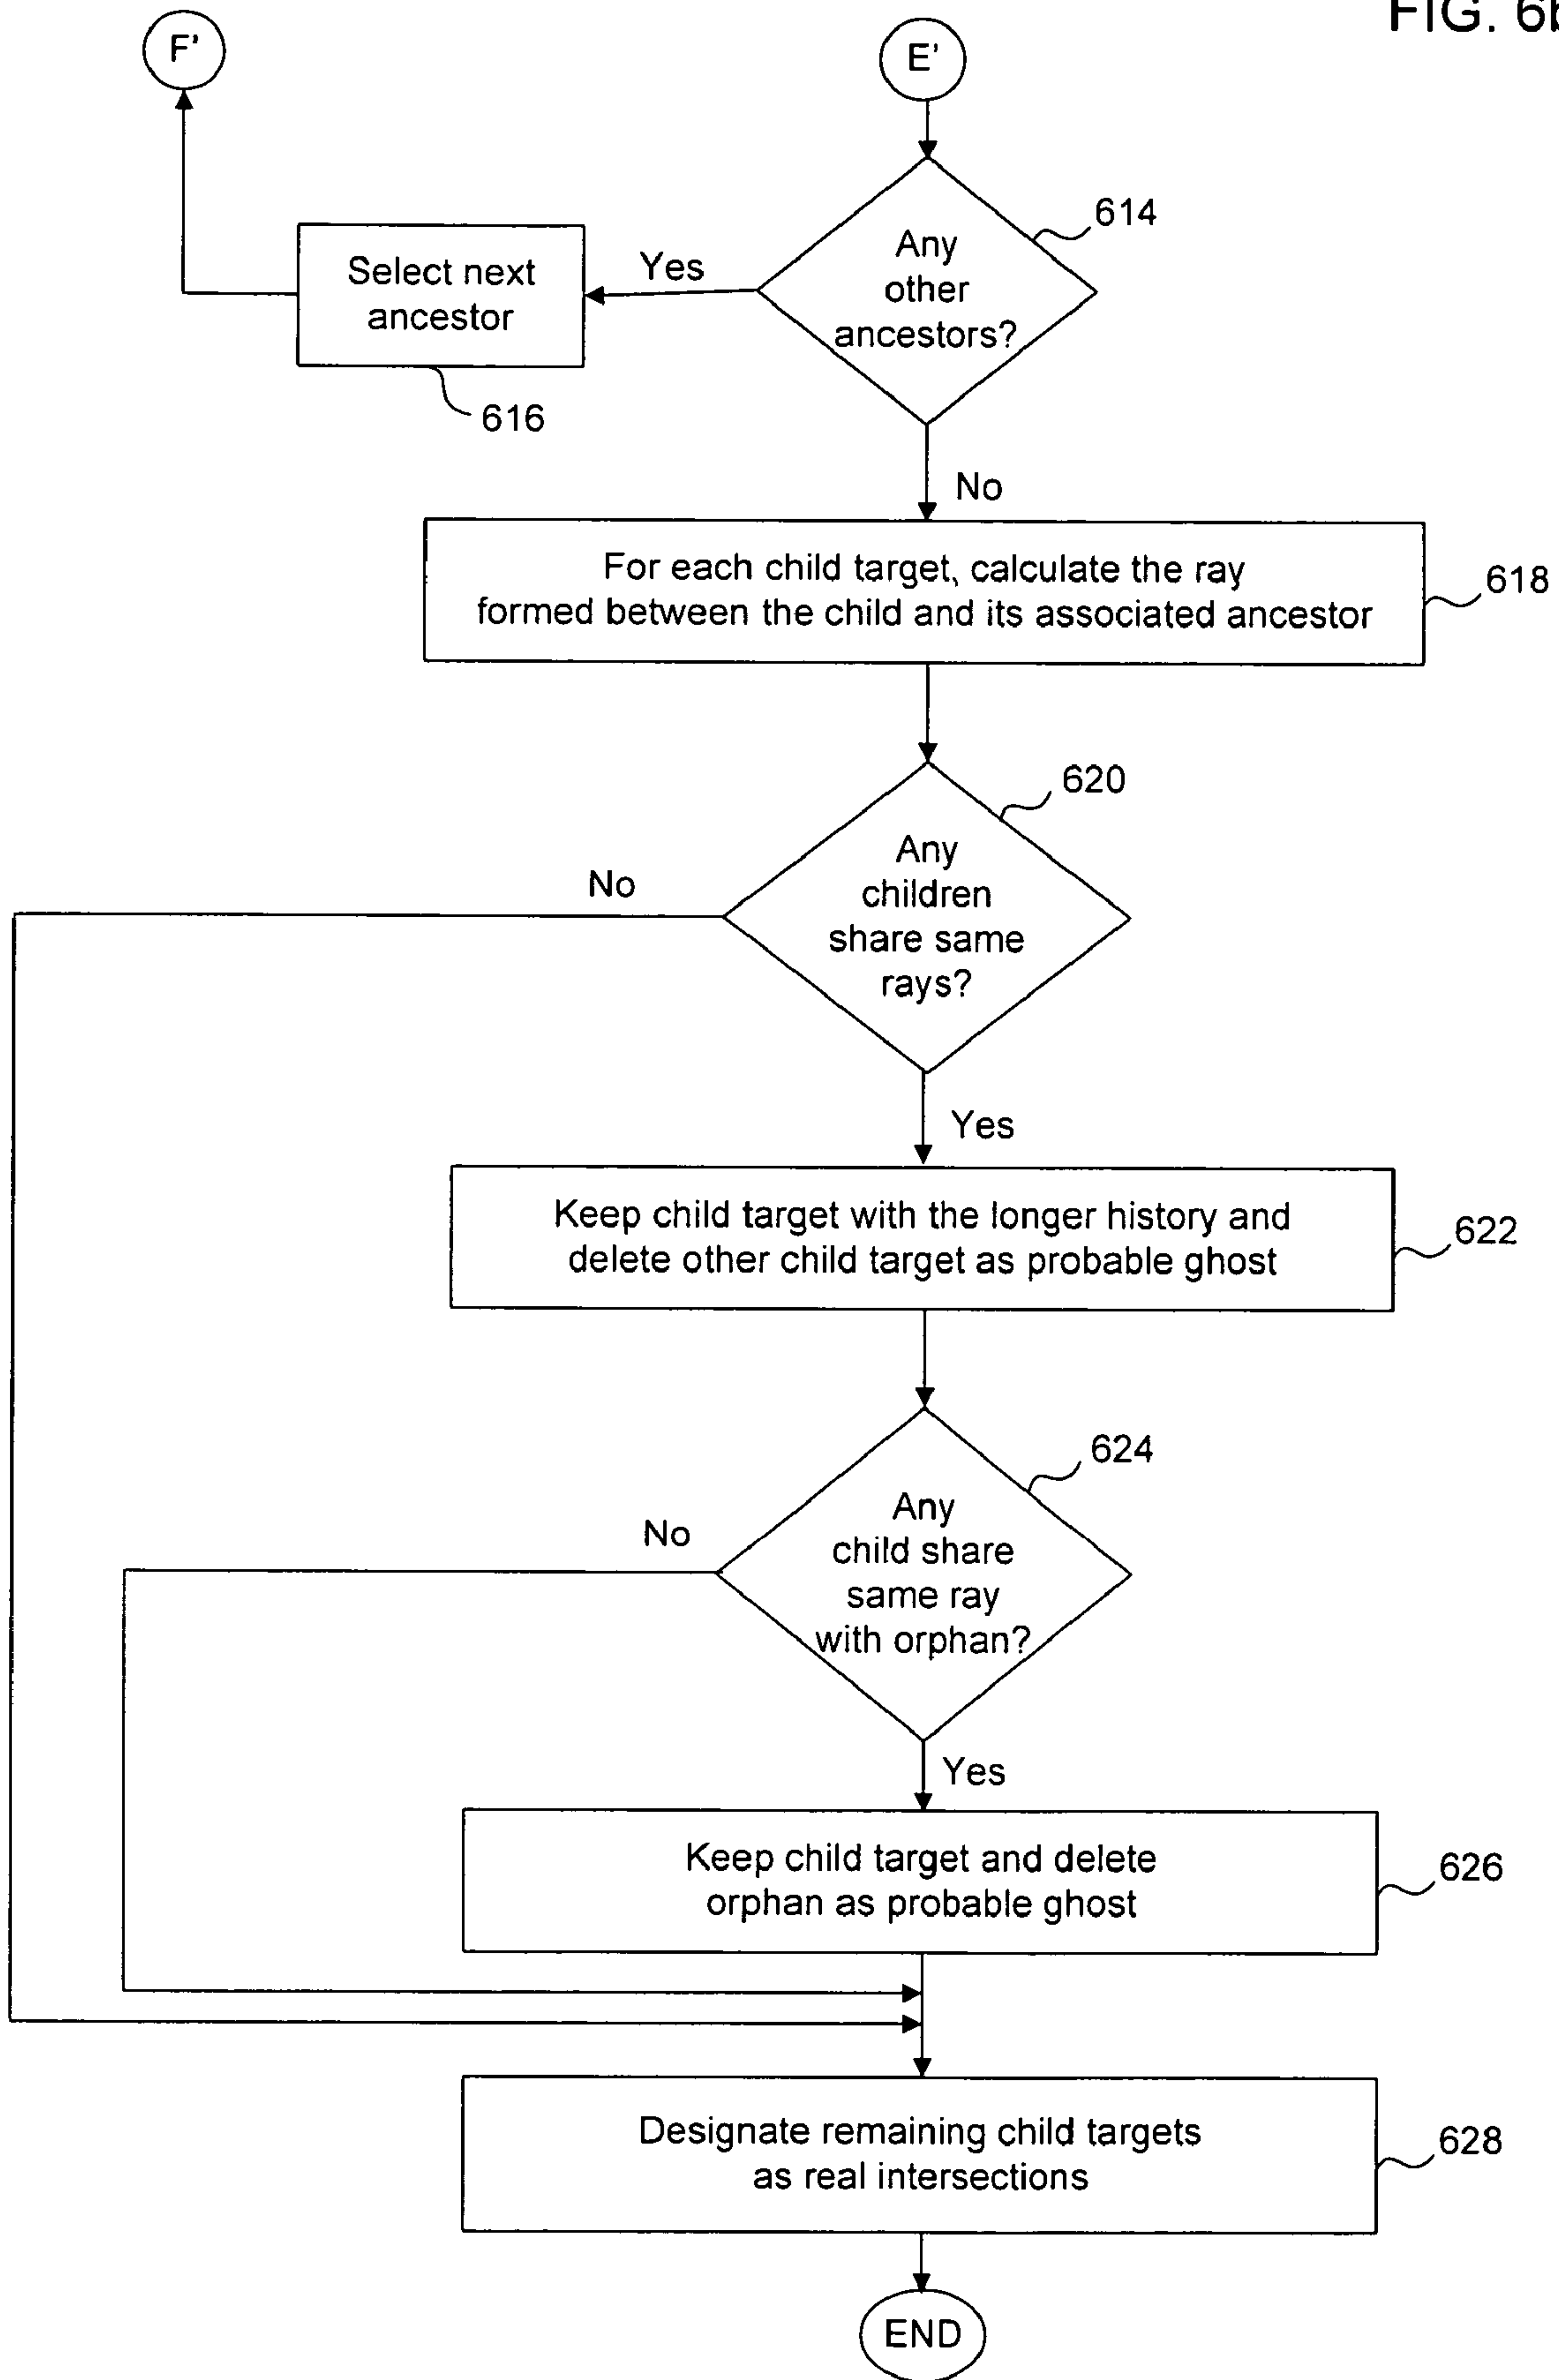 FIG. 6b
F'
E'
614
Any
other
ancestors?
Yes
Select next
ancestor
616
No
For each child target, calculate the ray
formed between the child and its associated ancestor
618
620
Any
children
share same
rays?
No
Yes
Keep child target with the longer history and
delete other child target as probable ghost
622
624
Any
child share
same ray
with orphan?
No
Yes
Keep child target and delete
orphan as probable ghost
626
Designate remaining child targets
as real intersections
628
END